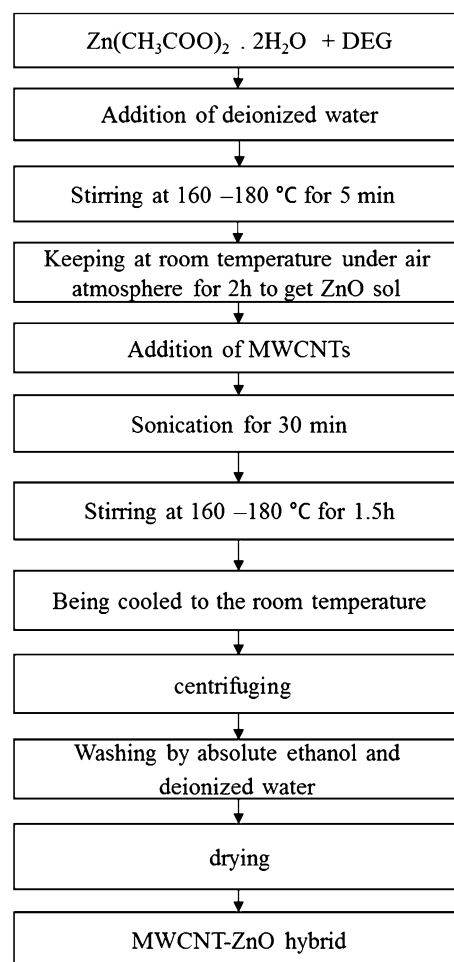 Zn(CH₃COO)₂ . 2H₂O + DEG
Addition of deionized water
Stirring at 160 –180 °C for 5 min
Keeping at room temperature under air
atmosphere for 2h to get ZnO sol
Addition of MWCNTs
Sonication for 30 min
Stirring at 160 –180 °C for 1.5h
Being cooled to the room temperature
centrifuging
Washing by absolute ethanol and
deionized water
drying
MWCNT-ZnO hybrid